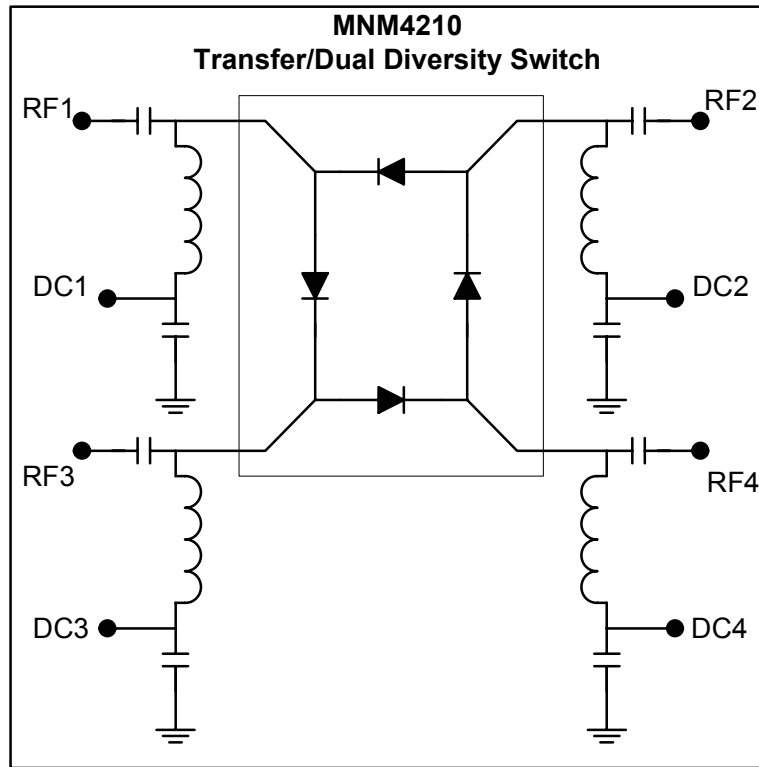 MNM4210
Transfer/Dual Diversity Switch
RF1
RF2
DC1
DC2
RF3
RF4
DC3
DC4